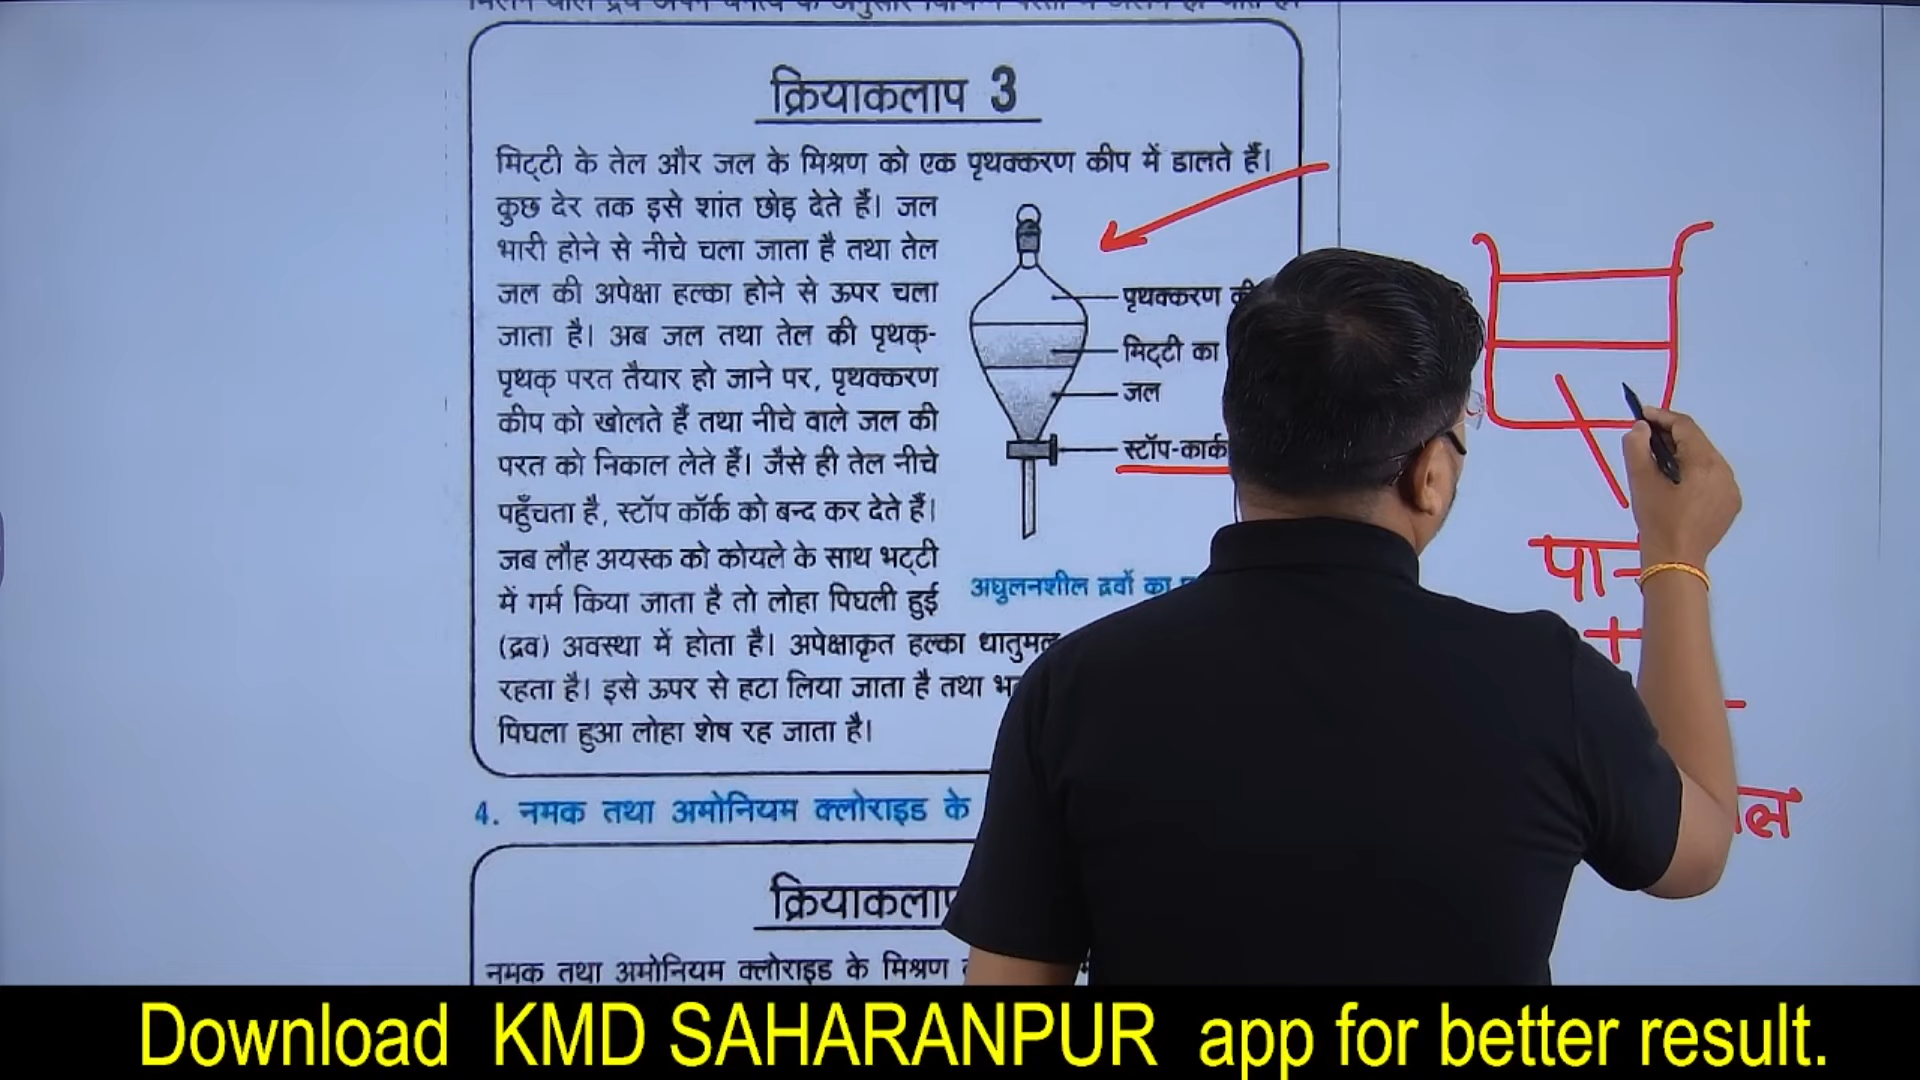 क्रियाकलाप 3
मिट्टी के तेल और जल के मिश्रण को एक पृथक्करण कीप में डालते हैं।
कुछ देर तक इसे शांत छोड़ देते हैं। जल
भारी होने से नीचे चला जाता है तथा तेल
जल की अपेक्षा हल्का होने से ऊपर चला
जाता है। अब जल तथा तेल की पृथक्-
पृथक् परत तैयार हो जाने पर, पृथक्करण
कीप को खोलते हैं तथा नीचे वाले जल की
परत को निकाल लेते हैं। जैसे ही तेल नीचे
पहुँचता है, स्टॉप कॉर्क को बन्द कर देते हैं।
जब लौह अयस्क को कोयले के साथ भट्टी
में गर्म किया जाता है तो लोहा पिघली हुई
(द्रव) अवस्था में होता है। अपेक्षाकृत हल्का धातुमल
रहता है। इसे ऊपर से हटा लिया जाता है तथा
पिघला हुआ लोहा शेष रह जाता है।
पृथक्करण
मिट्टी का
जल
स्टॉप-कार्क
अघुलनशील द्रवों का
+
4. नमक तथा अमोनियम क्लोराइड के
क्रियाकलाप
नमक तथा अमोनियम क्लोराइड के मिश्रण
Download KMD SAHARANPUR app for better result.